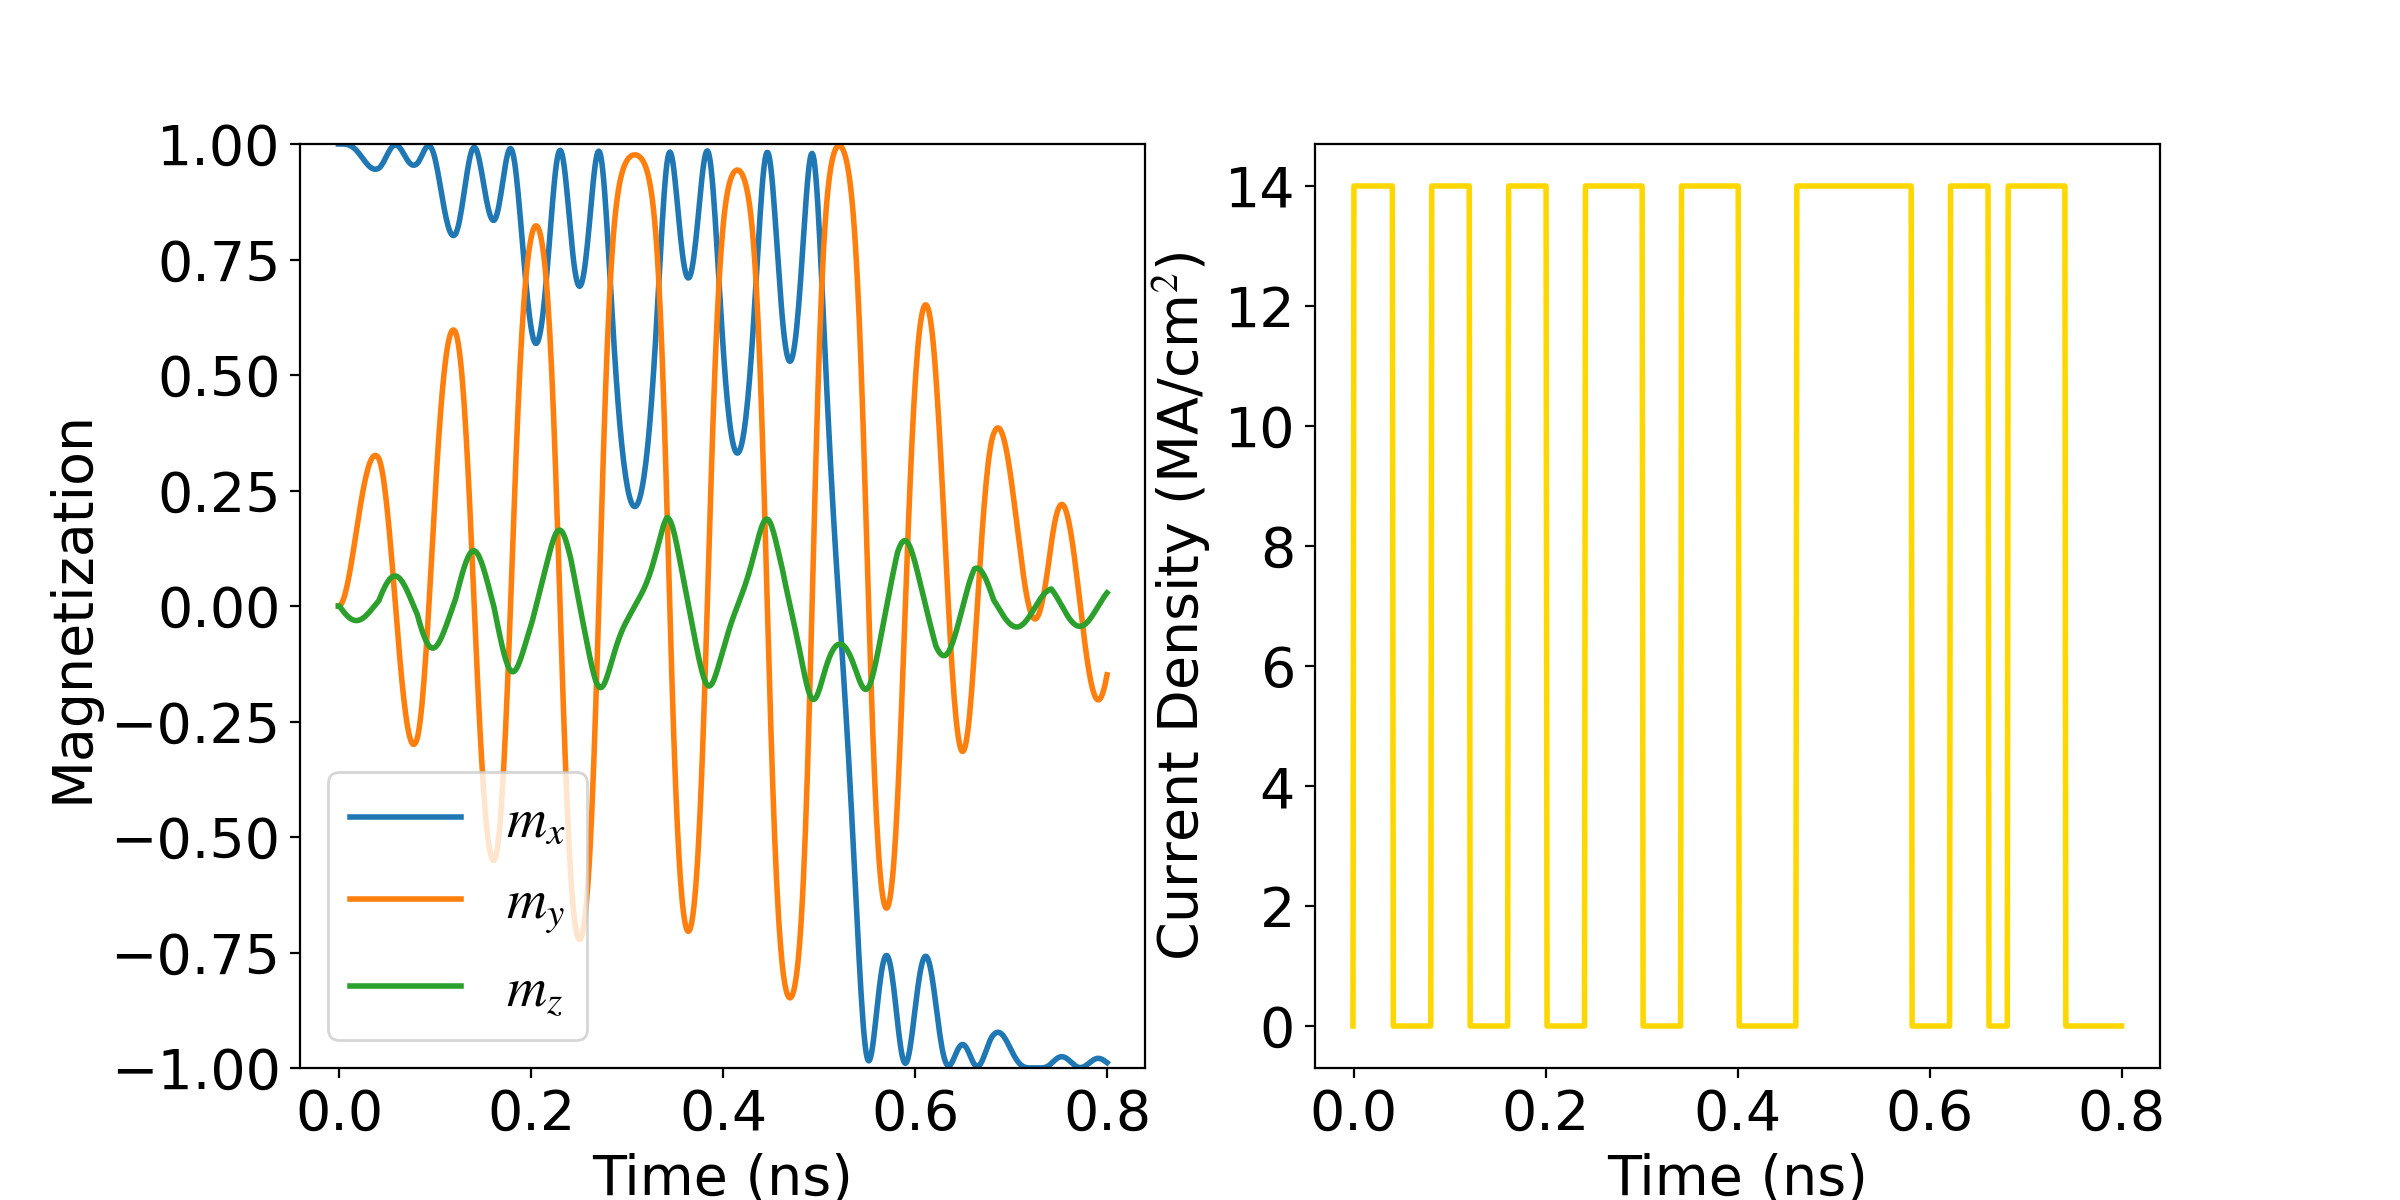 Magnetization
1.00
0.75
0.50
0.25
0.00
−0.25
−0.50
−0.75
−1.00
m_x
m_y
m_z
0.0 0.2 0.4 0.6 0.8
Time (ns)
Current Density (MA/cm²)
14
12
10
8
6
4
2
0
0.0 0.2 0.4 0.6 0.8
Time (ns)